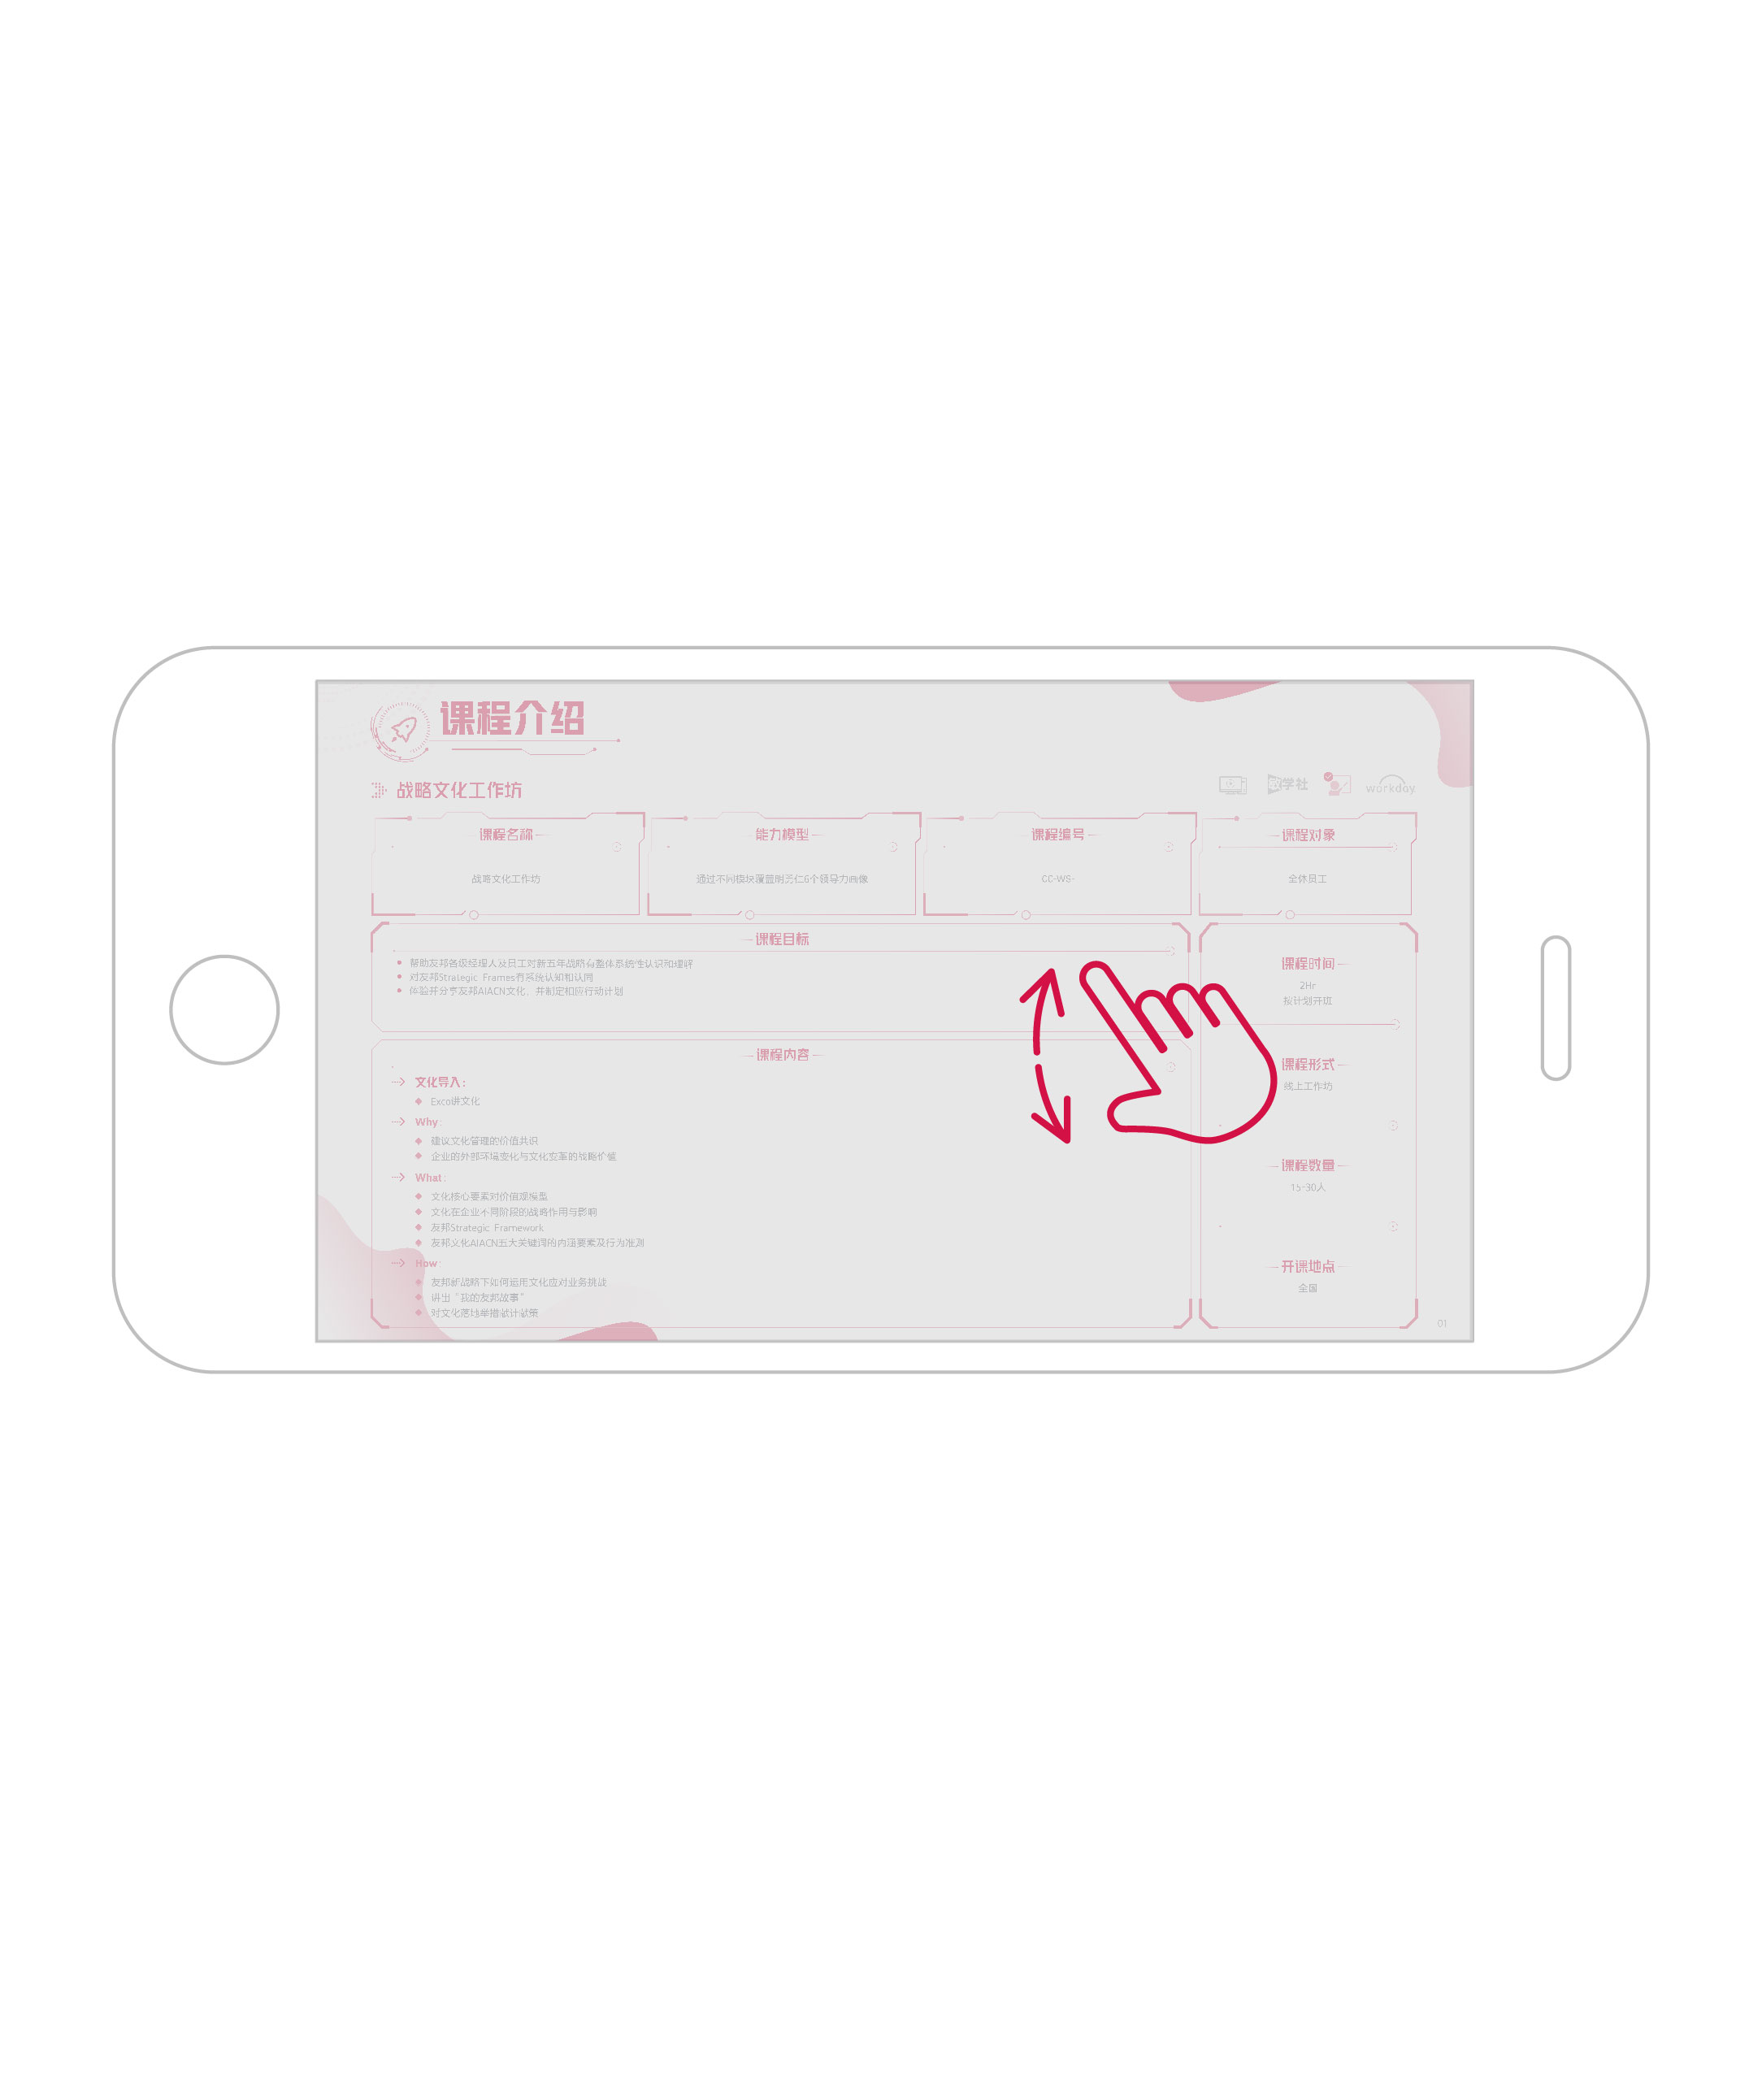 课程介绍
战略文化工作坊
学社
workday.
课程名称
战略文化工作坊
能力模型
通过不同模块覆盖明芳仁6个领导力画像
课程编号
CC-WS-
课程对象
全体员工
课程目标
帮助友邦各级经理人及员工对新五年战略有整体系统性认识和理解
对友邦Strategic Frames有系统认知和认同
体验并分享友邦AIACN文化，并制定相应行动计划
课程内容
文化导入：
Exco讲文化
Why：
建议文化管理的价值共识
企业的外部环境变化与文化变革的战略价值
What：
文化核心要素对价值观模型
文化在企业不同阶段的战略作用与影响
友邦Strategic Framework
友邦文化AIACN五大关键词的内涵要素及行为准则
How
友邦新战略下如何运用文化应对业务挑战
讲出“我的友邦故事”
对文化落地举措献计献策
课程时间
2Hr
按计划开班
课程形式
线上工作坊
课程数量
15-30人
开课地点
全国
01